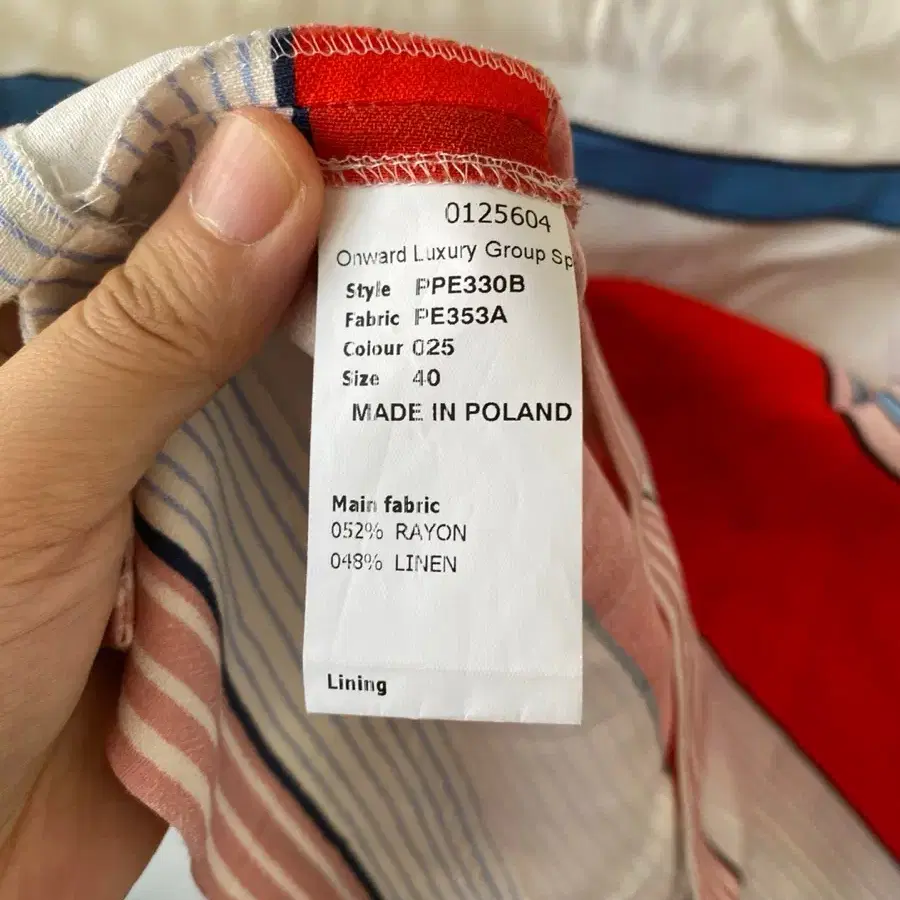 0125604
Onward Luxury Group Sp
Style PPE330B
Fabric PE353A
Colour 025
Size 40
MADE IN POLAND
Main fabric
052% RAYON
048% LINEN
Lining